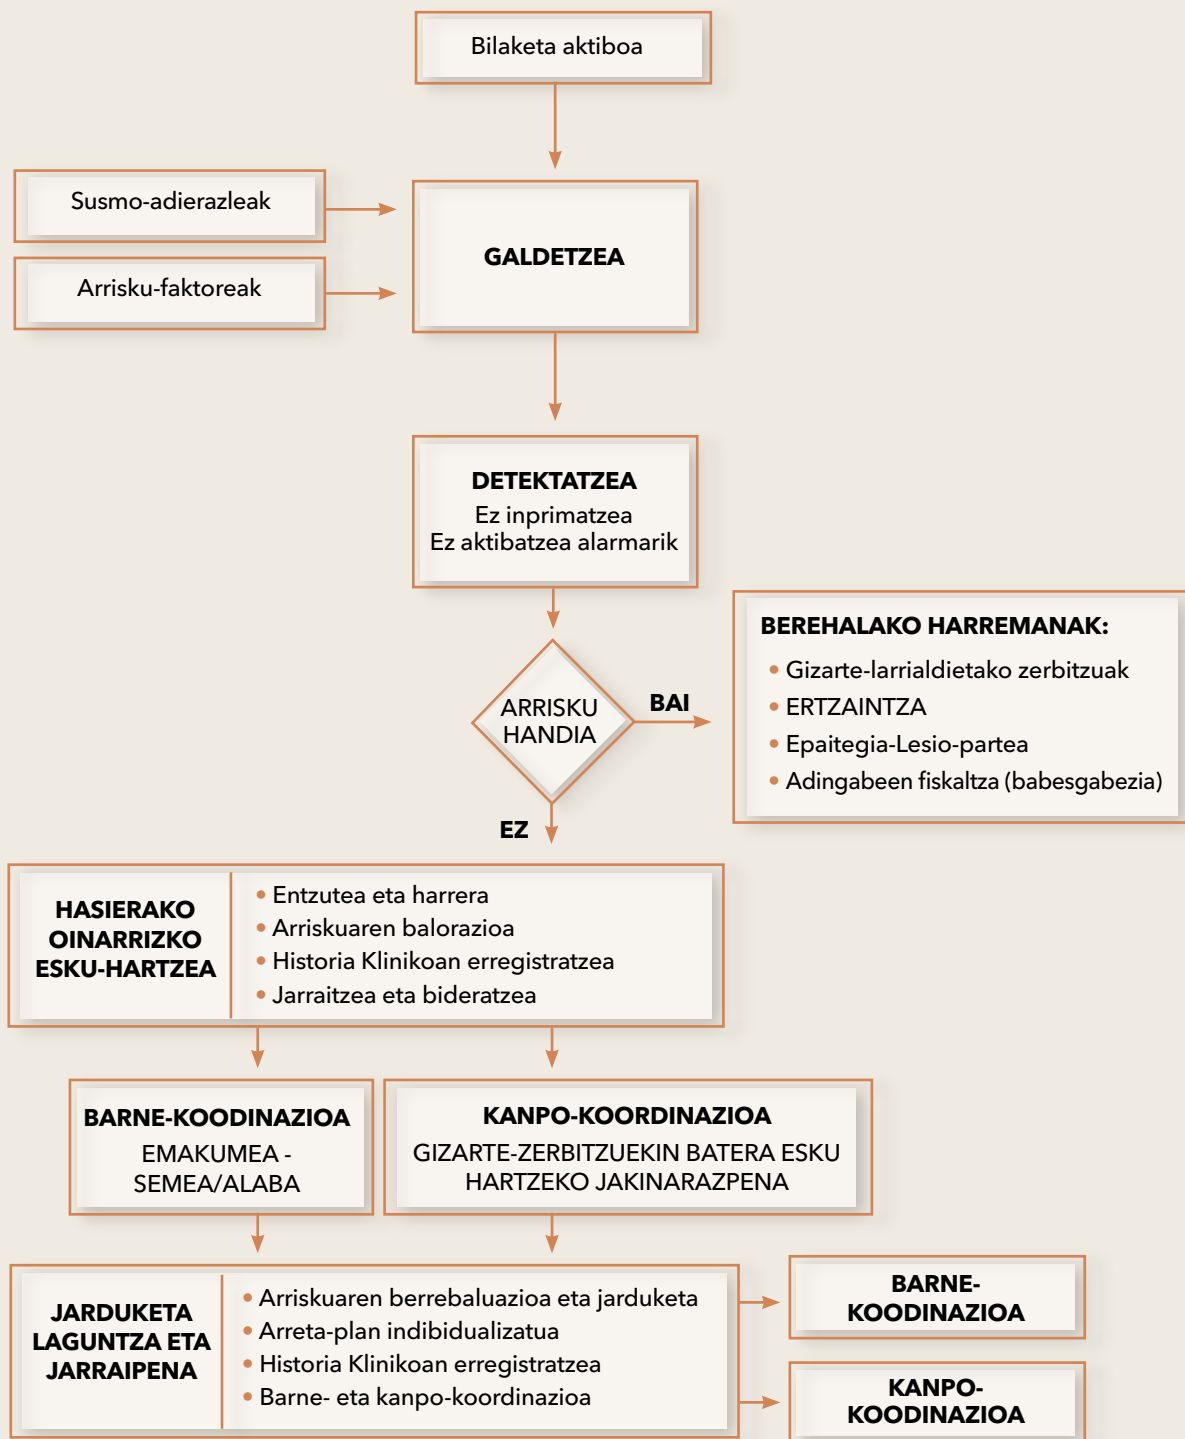 Bilaketa aktiboa
Susmo-adierazleak
Arrisku-faktoreak
GALDETZEA
DETEKTATZEA
Ez inprimatzea
Ez aktibatzea alarmarik
ARRISKU
HANDIA
BAI
BEREHALAKO HARREMANAK:
• Gizarte-larrialdietako zerbitzuak
• ERTZAINTZA
• Epaitegia-Lesio-partea
• Adingabeen fiskaltza (babesgabezia)
EZ
HASIERAKO
OINARRIZKO
ESKU-HARTZEA
• Entzutea eta harrera
• Arriskuaren balorazioa
• Historia Klinikoan erregistratzea
• Jarraitzea eta bideratzea
BARNE-KOODINAZIOA
EMAKUMEA -
SEMEA/ALABA
KANPO-KOORDINAZIOA
GIZARTE-ZERBITZUEKIN BATERA ESKU
HARTZEKO JAKINARAZPENA
JARDUKETA
LAGUNTZA ETA
JARRAIPENA
• Arriskuaren berrebaluazioa eta jarduketa
• Arreta-plan indibidualizatua
• Historia Klinikoan erregistratzea
• Barne- eta kanpo-koordinazioa
BARNE-
KOODINAZIOA
KANPO-
KOODINAZIOA